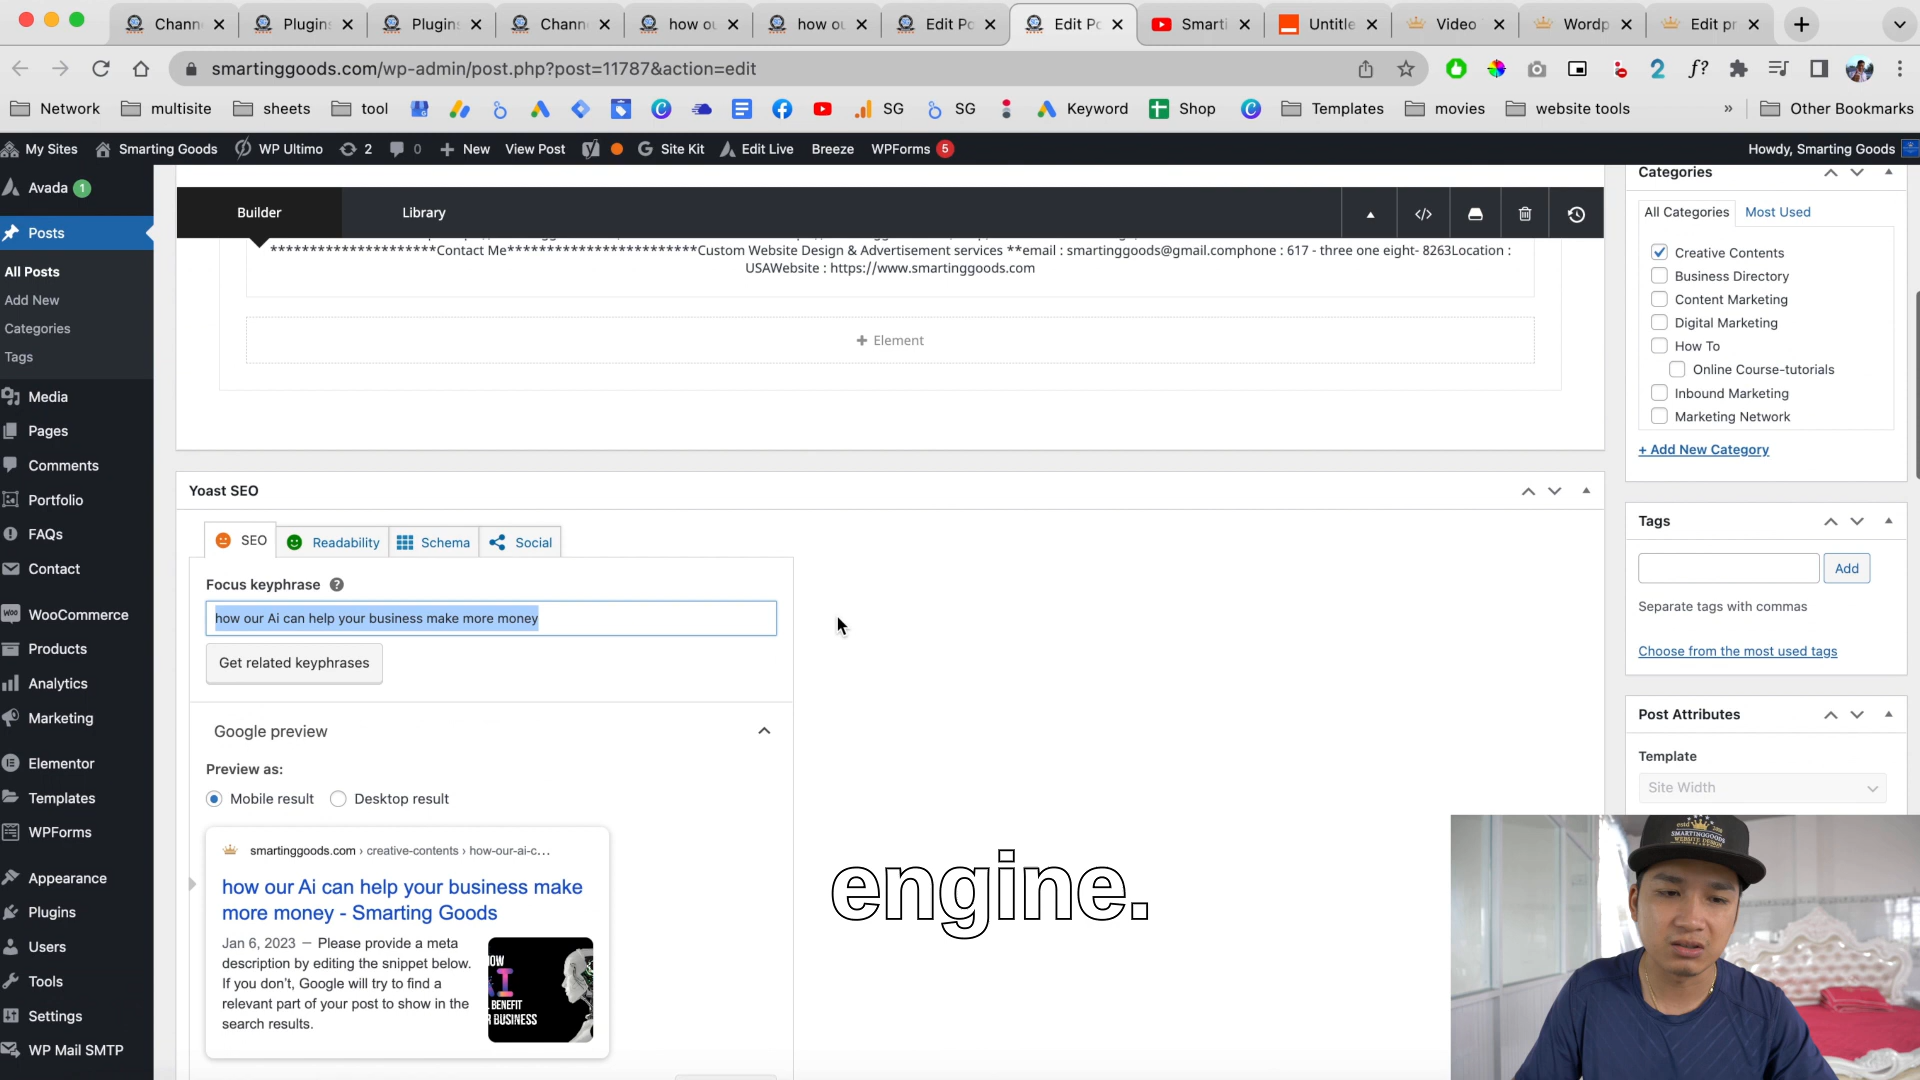 Chann
Plugin
Plugin
Chann
how ou
how ou
Edit Po
Edit Po
Smarti
Untitle
Video
Wordp
Edit pr
smartinggoods.com/wp-admin/post.php?post=11787&action=edit
Network
multisite
sheets
tool
SG
SG
Keyword
Shop
Templates
movies
website tools
»
Other Bookmarks
My Sites
Smarting Goods
WP Ultimo
2
0
New
View Post
Site Kit
Edit Live
Breeze
WPForms 5
Howdy, Smarting Goods
Avada 1
Posts
All Posts
Add New
Categories
Tags
Media
Pages
Comments
Portfolio
FAQs
Contact
WooCommerce
Products
Analytics
Marketing
Elementor
Templates
WPForms
Appearance
Plugins
Users
Tools
Settings
WP Mail SMTP
Builder
Library
*********************Contact Me************************Custom Website Design & Advertisement services **email : smartinggoods@gmail.comphone : 617 - three one eight- 8263Location :
USAWebsite : https://www.smartinggoods.com
+ Element
Yoast SEO
SEO
Readability
Schema
Social
Focus keyphrase
how our Ai can help your business make more money
Get related keyphrases
Google preview
Preview as:
Mobile result
Desktop result
smartinggoods.com › creative-contents › how-our-ai-c...
how our Ai can help your business make
more money - Smarting Goods
Jan 6, 2023 － Please provide a meta
description by editing the snippet below.
If you don't, Google will try to find a
relevant part of your post to show in the
search results.
AI
BENEFIT
BUSINESS
engine.
Categories
All Categories
Most Used
Creative Contents
Business Directory
Content Marketing
Digital Marketing
How To
Online Course-tutorials
Inbound Marketing
Marketing Network
+ Add New Category
Tags
Add
Separate tags with commas
Choose from the most used tags
Post Attributes
Template
Site Width
SMARTINGGOODS
WEBSITE DESIGN